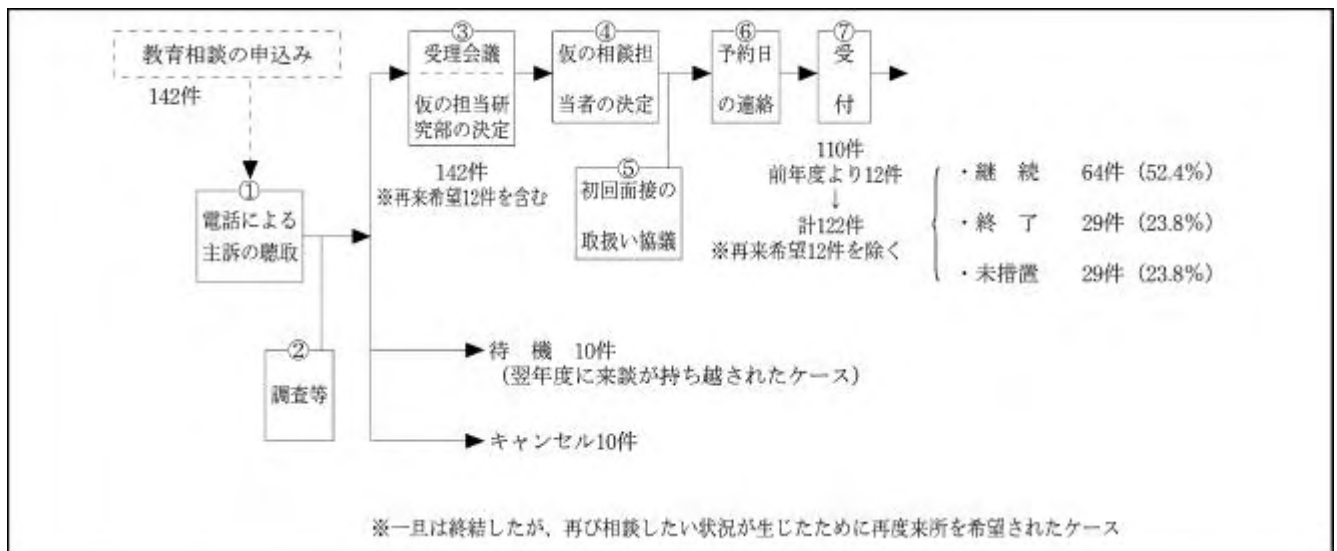 教育相談の申込み
142件
①
電話による
主訴の聴取
②
調査等
③
受理会議
仮の担当研
究部の決定
142件
※再来希望12件を含む
④
仮の相談担
当者の決定
⑤
初回面接の
取扱い協議
⑥
予約日
の連絡
⑦
受
付
110件
前年度より12件
↓
計122件
※再来希望12件を除く
・継　続　64件（52.4%）
・終　了　29件（23.8%）
・未措置　29件（23.8%）
待　機　10件
（翌年度に来談が持ち越されたケース）
キャンセル10件
※一旦は終結したが、再び相談したい状況が生じたために再度来所を希望されたケース